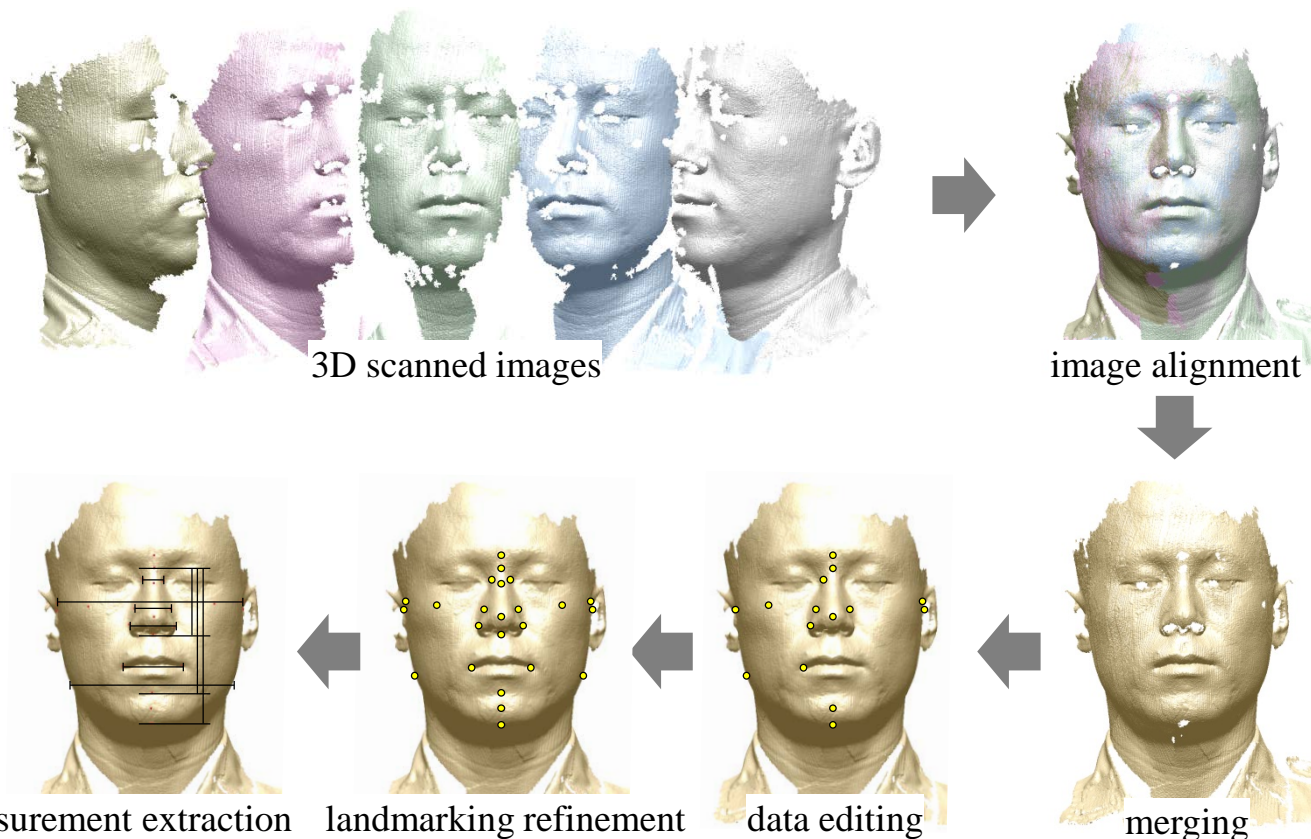 3D scanned images
image alignment
surement extraction
landmarking refinement
data editing
merging